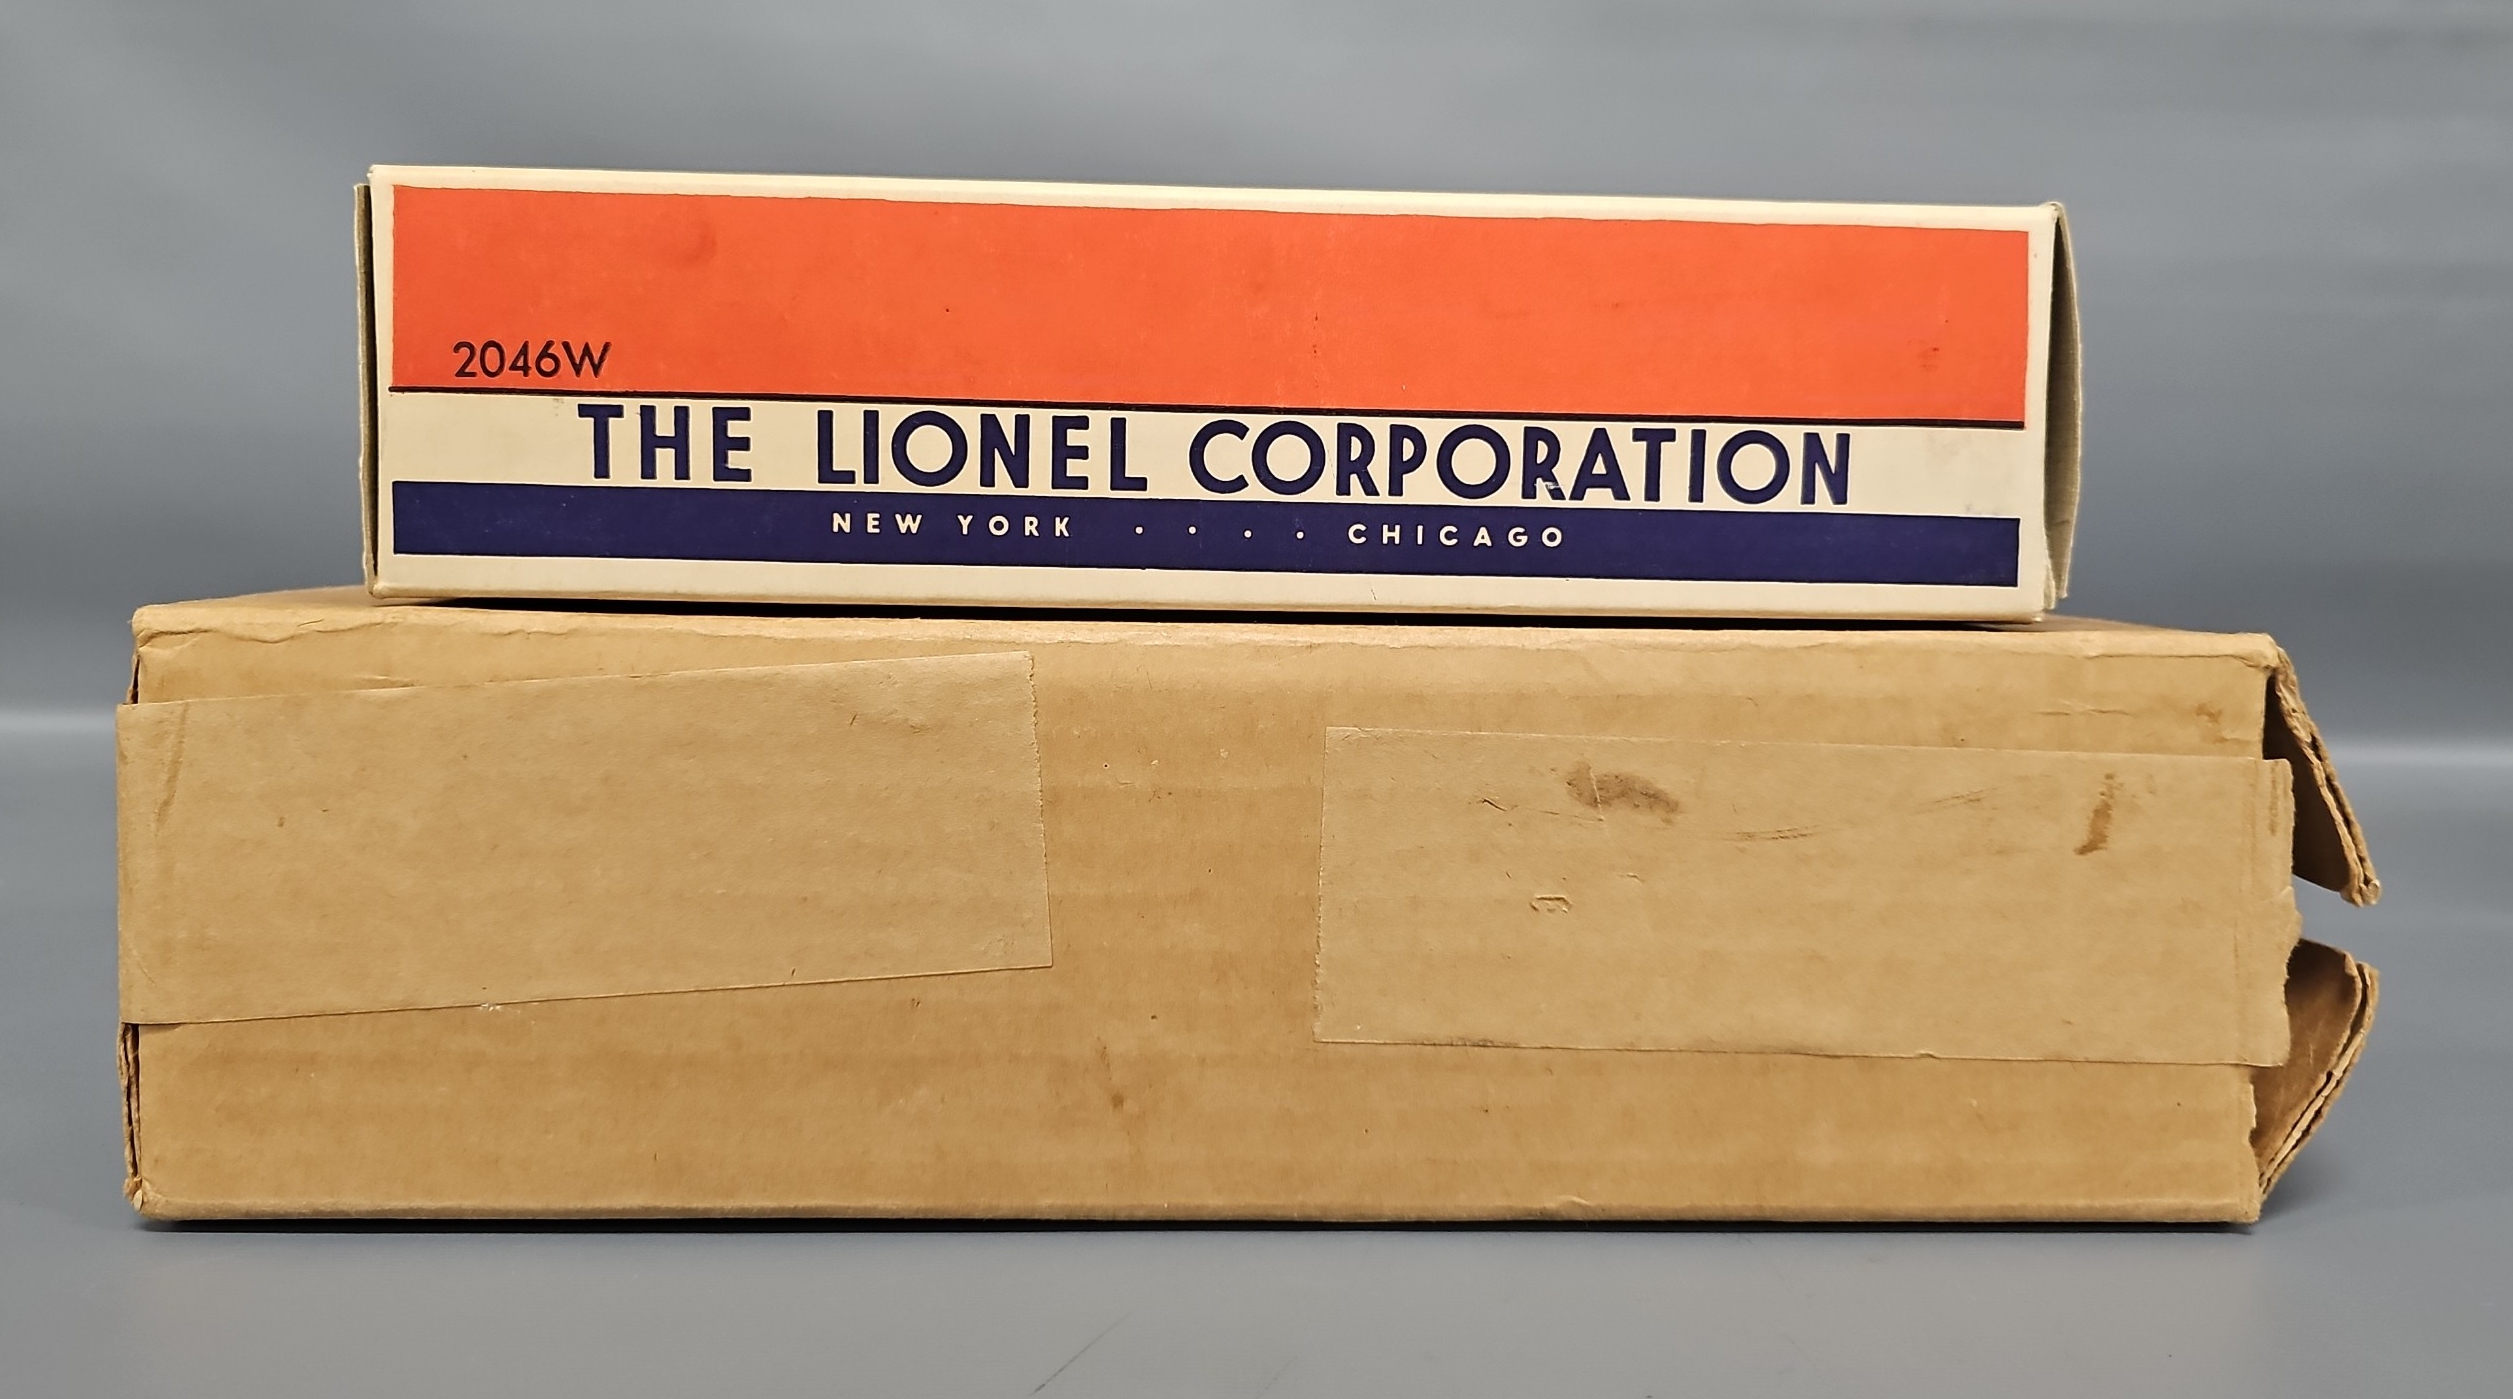 2046W
THE LIONEL CORPORATION
NEW YORK . . . . CHICAGO